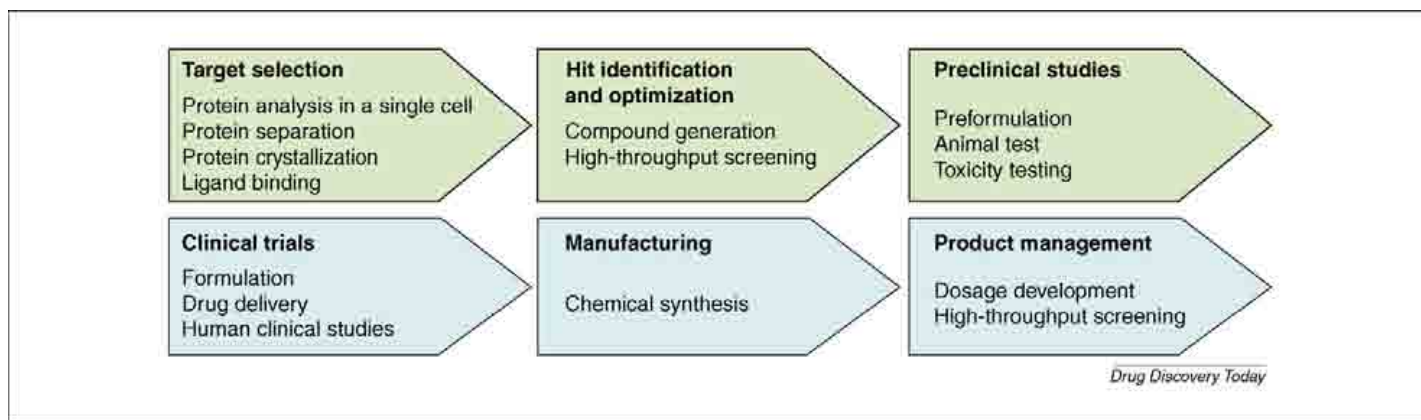 Target selection
Protein analysis in a single cell
Protein separation
Protein crystallization
Ligand binding
Hit identification
and optimization
Compound generation
High-throughput screening
Preclinical studies
Preformulation
Animal test
Toxicity testing
Clinical trials
Formulation
Drug delivery
Human clinical studies
Manufacturing
Chemical synthesis
Product management
Dosage development
High-throughput screening
Drug Discovery Today